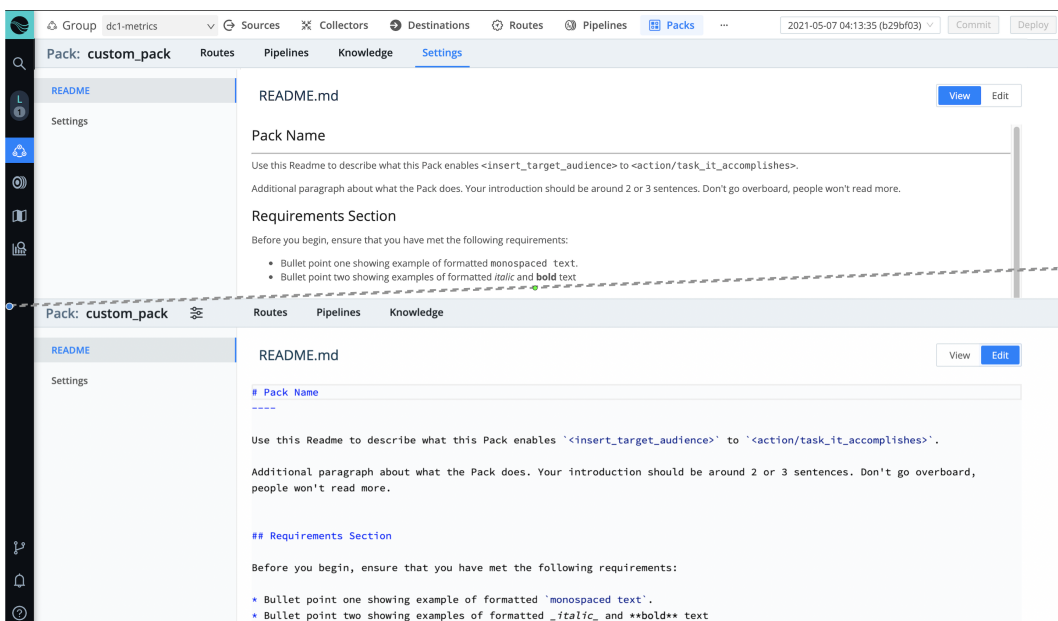 Group dc1-metrics Sources Collectors Destinations Routes Pipelines Packs ... 2021-05-07 04:13:35 (b29bf03) Commit Deploy
Pack: custom_pack Routes Pipelines Knowledge Settings
L
1
README
Settings
README.md View Edit
Pack Name
Use this Readme to describe what this Pack enables <insert_target_audience> to <action/task_it_accomplishes>.
Additional paragraph about what the Pack does. Your introduction should be around 2 or 3 sentences. Don't go overboard, people won't read more.
Requirements Section
Before you begin, ensure that you have met the following requirements:
• Bullet point one showing example of formatted monospaced text.
• Bullet point two showing examples of formatted italic and bold text
Pack: custom_pack Routes Pipelines Knowledge
README
Settings
README.md View Edit
# Pack Name
----
Use this Readme to describe what this Pack enables `<insert_target_audience>` to `<action/task_it_accomplishes>`.
Additional paragraph about what the Pack does. Your introduction should be around 2 or 3 sentences. Don't go overboard,
people won't read more.
## Requirements Section
Before you begin, ensure that you have met the following requirements:
* Bullet point one showing example of formatted `monospaced text`.
* Bullet point two showing examples of formatted _italic_ and **bold** text